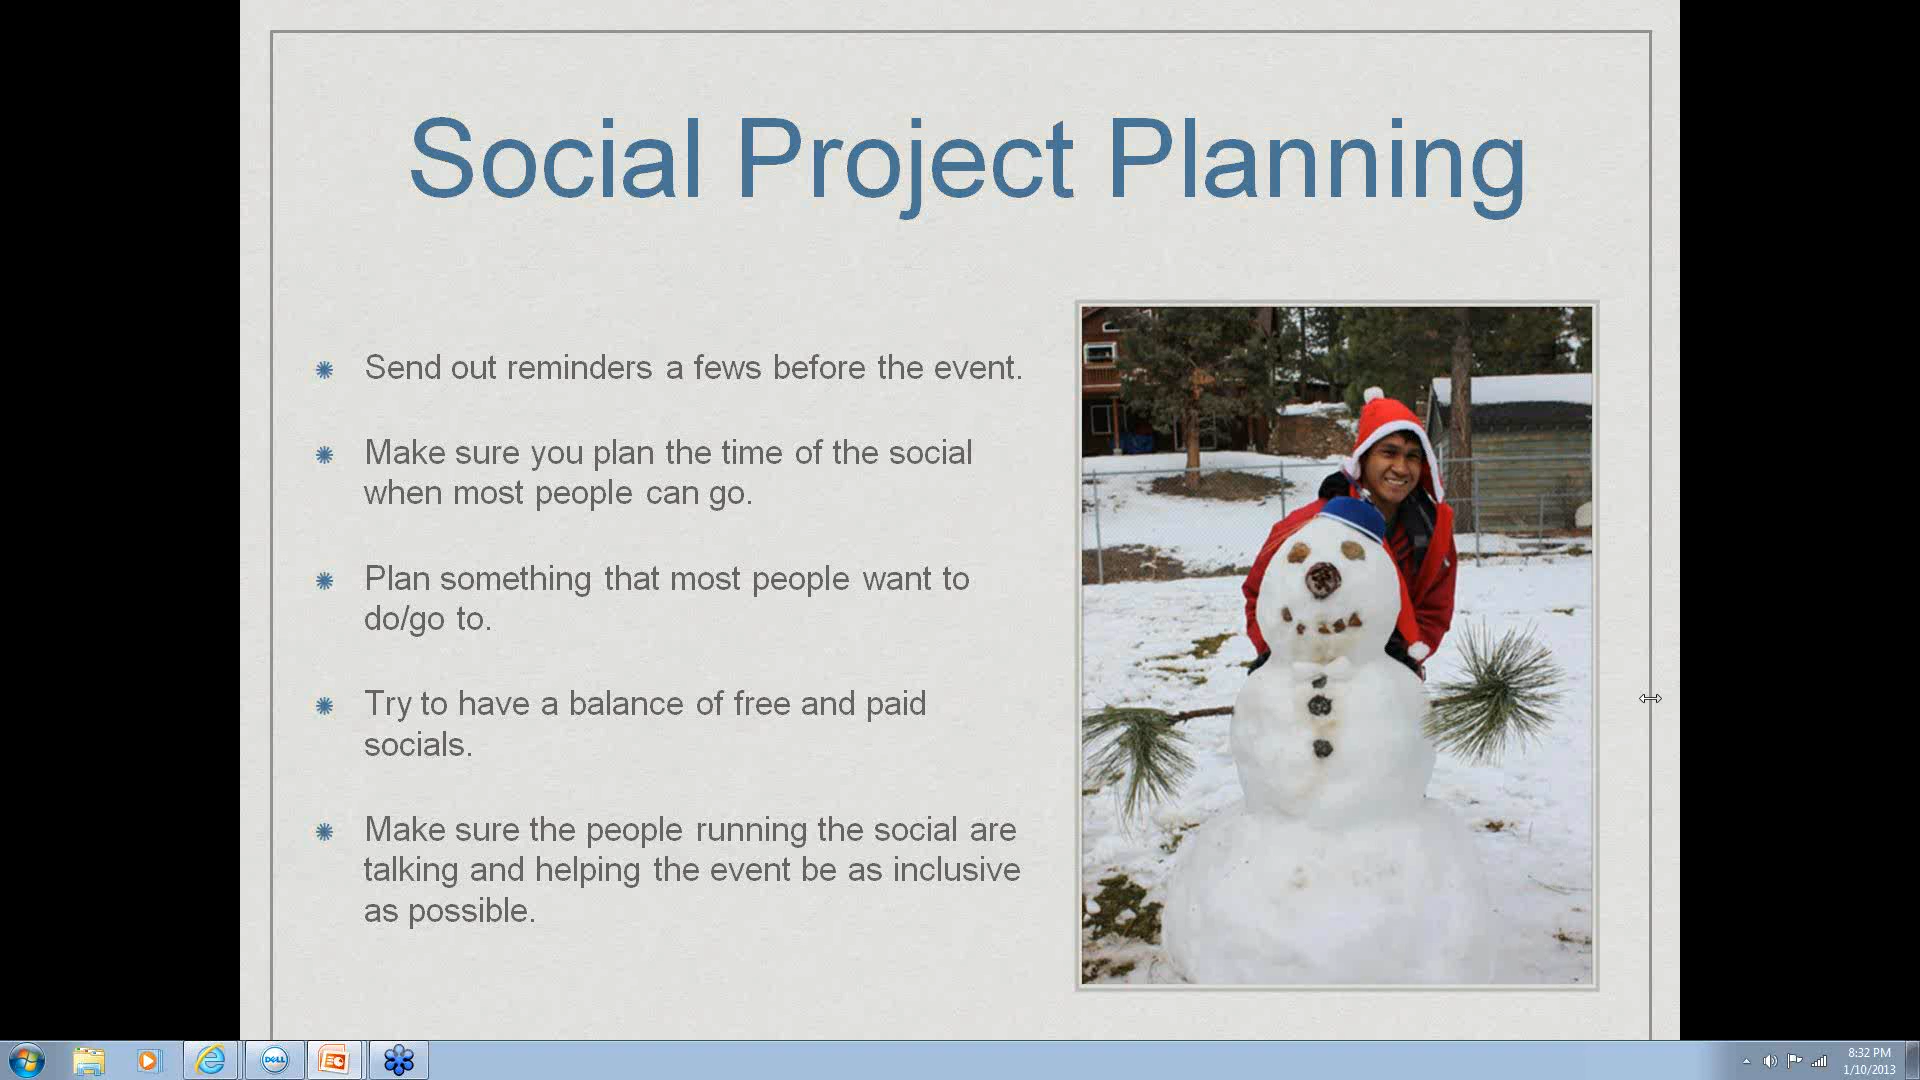 Social Project Planning
Send out reminders a fews before the event.
Make sure you plan the time of the social
when most people can go.
Plan something that most people want to
do/go to.
Try to have a balance of free and paid
socials.
Make sure the people running the social are
talking and helping the event be as inclusive
as possible.
DELL
8:32 PM
1/10/2013